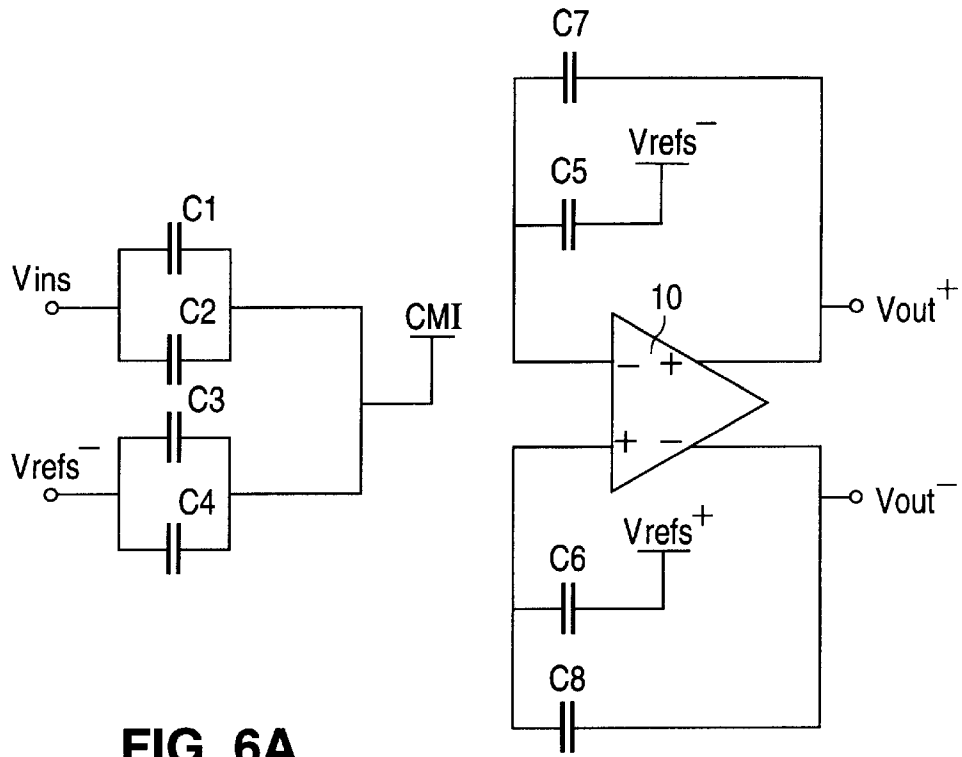 C7
Vrefs−
C5
C1
Vins
C2
CMI
10
Vout+
− +
C3
+ −
Vrefs−
C4
Vout−
Vrefs+
C6
C8
FIG. 6A